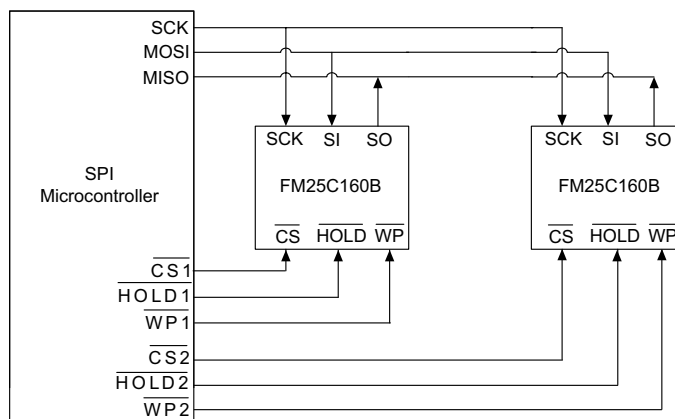 SCK
MOSI
MISO
SCK SI SO
SCK SI SO
SPI
Microcontroller
FM25C160B
FM25C160B
CS HOLD WP
CS HOLD WP
CS1
HOLD1
WP1
CS2
HOLD2
WP2